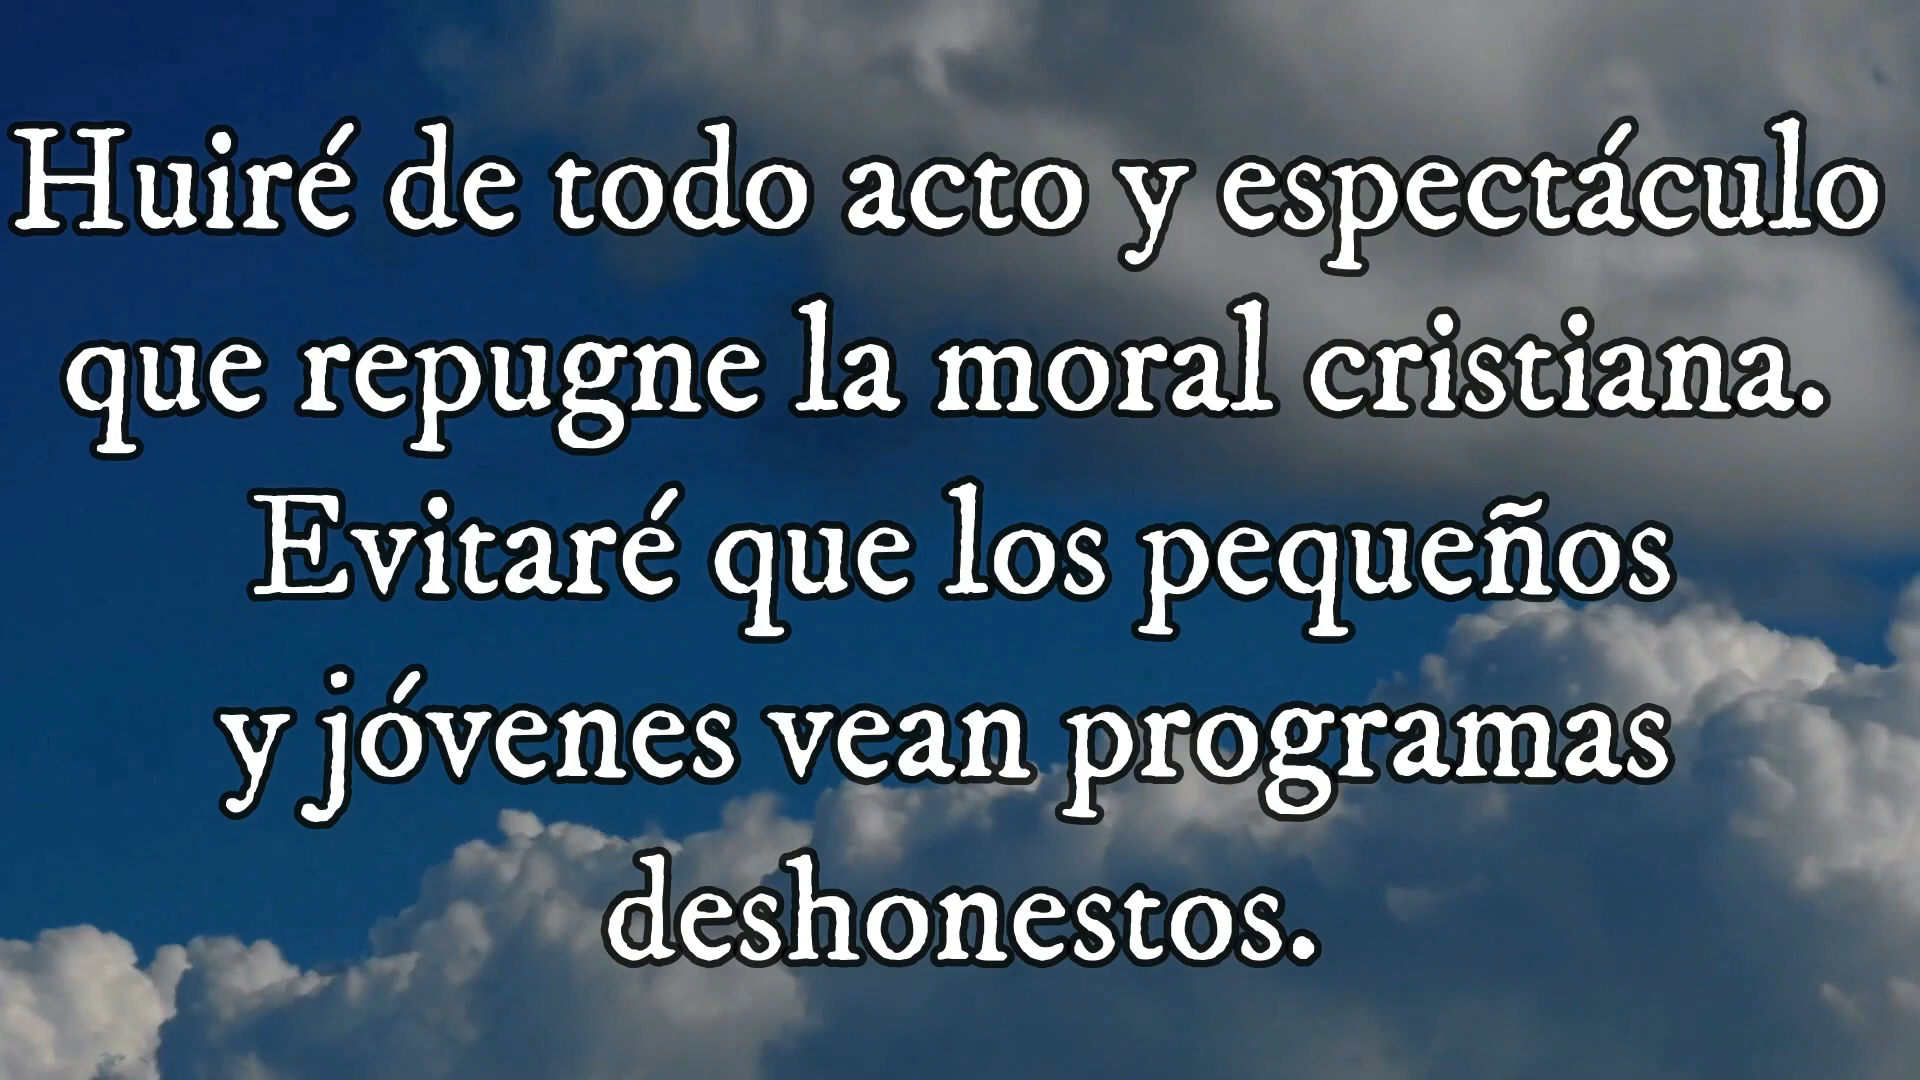 Huiré de todo acto y espectáculo
que repugne la moral cristiana.
Evitaré que los pequeños
y jóvenes vean programas
deshonestos.